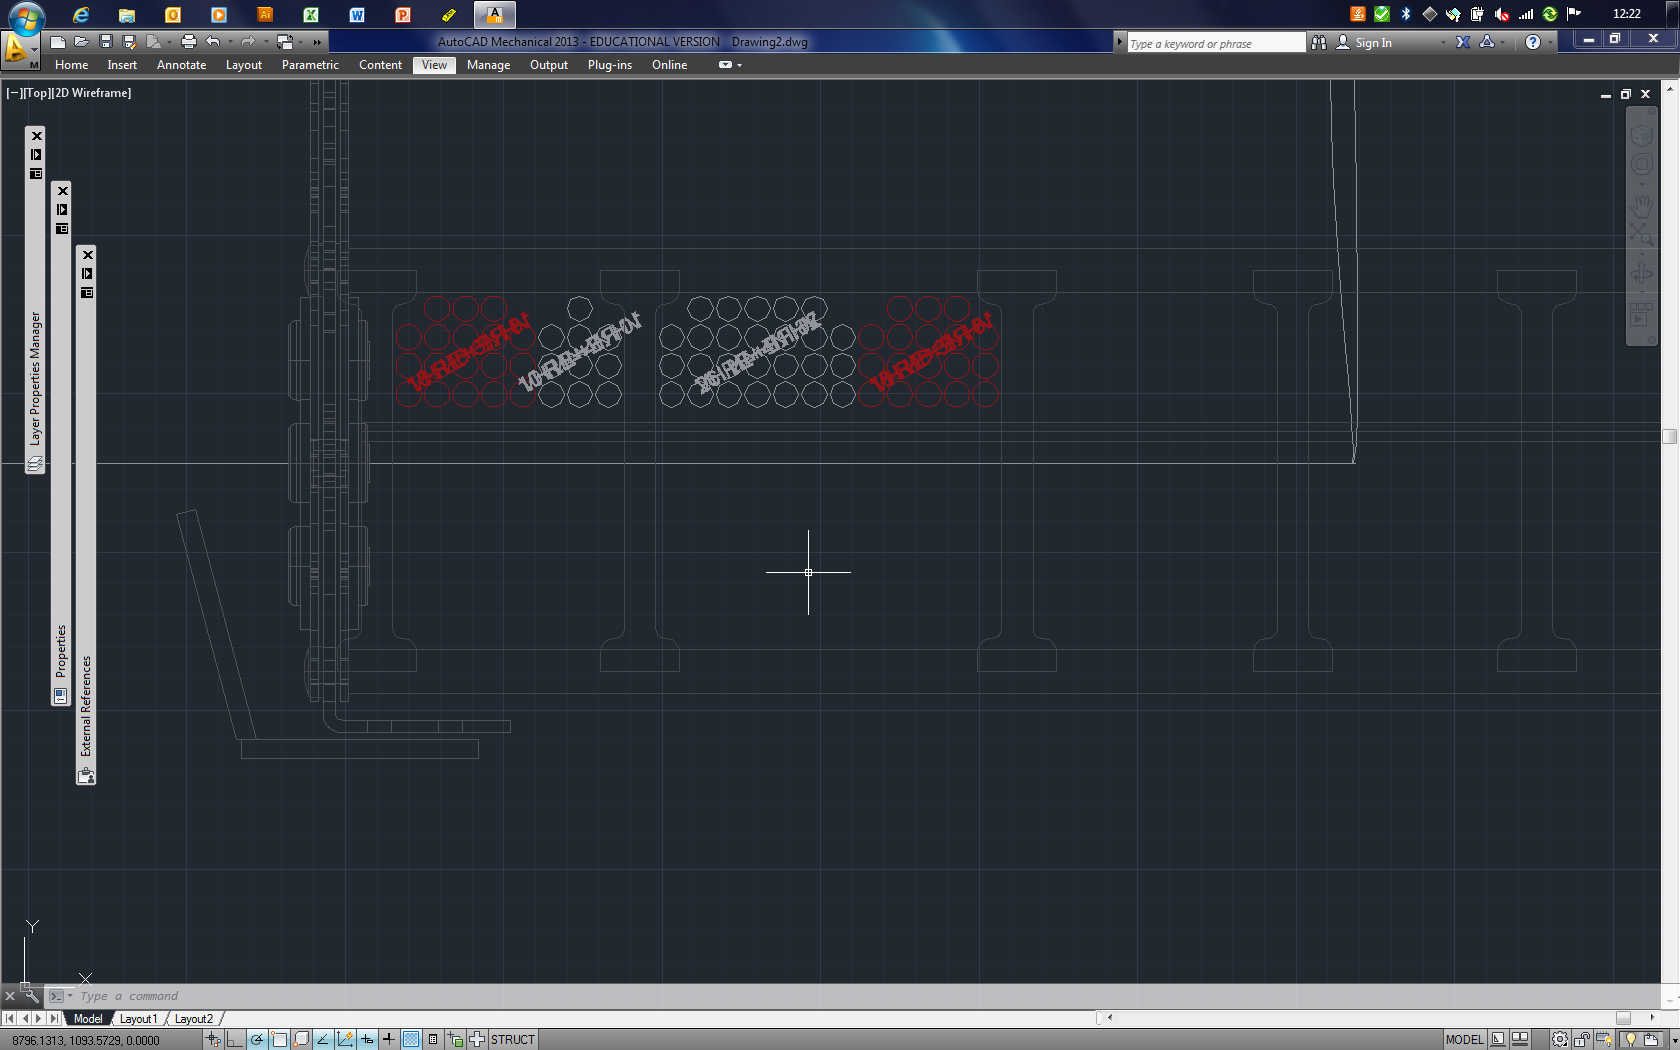 12:22
AutoCAD Mechanical 2013 - EDUCATIONAL VERSION Drawing2.dwg
Type a keyword or phrase
Sign In
Home Insert Annotate Layout Parametric Content View Manage Output Plug-ins Online
[−][Top][2D Wireframe]
Layer Properties Manager
Properties
External References
Y
X
Type a command
Model Layout1 Layout2
8796.1313, 1093.5729, 0.0000
STRUCT
MODEL